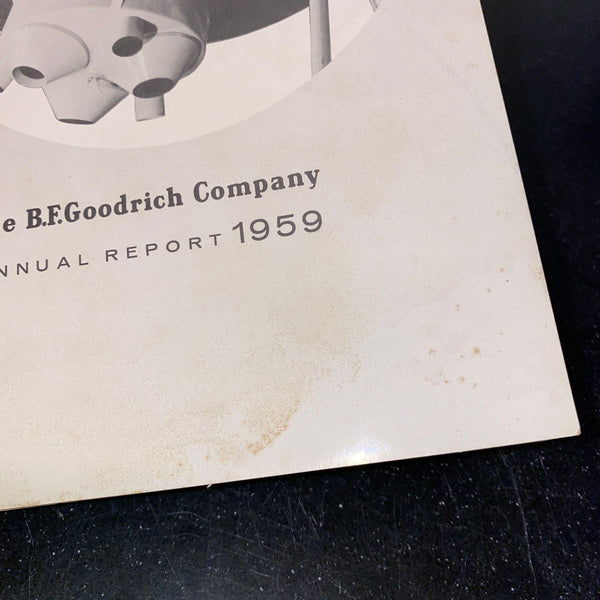 e B.F.Goodrich Company
NNUAL REPORT 1959